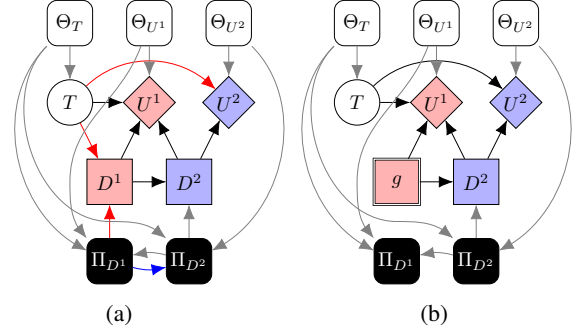 Θ_T Θ_{U^1} Θ_{U^2} Θ_T Θ_{U^1} Θ_{U^2}
T U^1 U^2 T U^1 U^2
D^1 D^2 g D^2
Π_{D^1} Π_{D^2} Π_{D^1} Π_{D^2}
(a) (b)